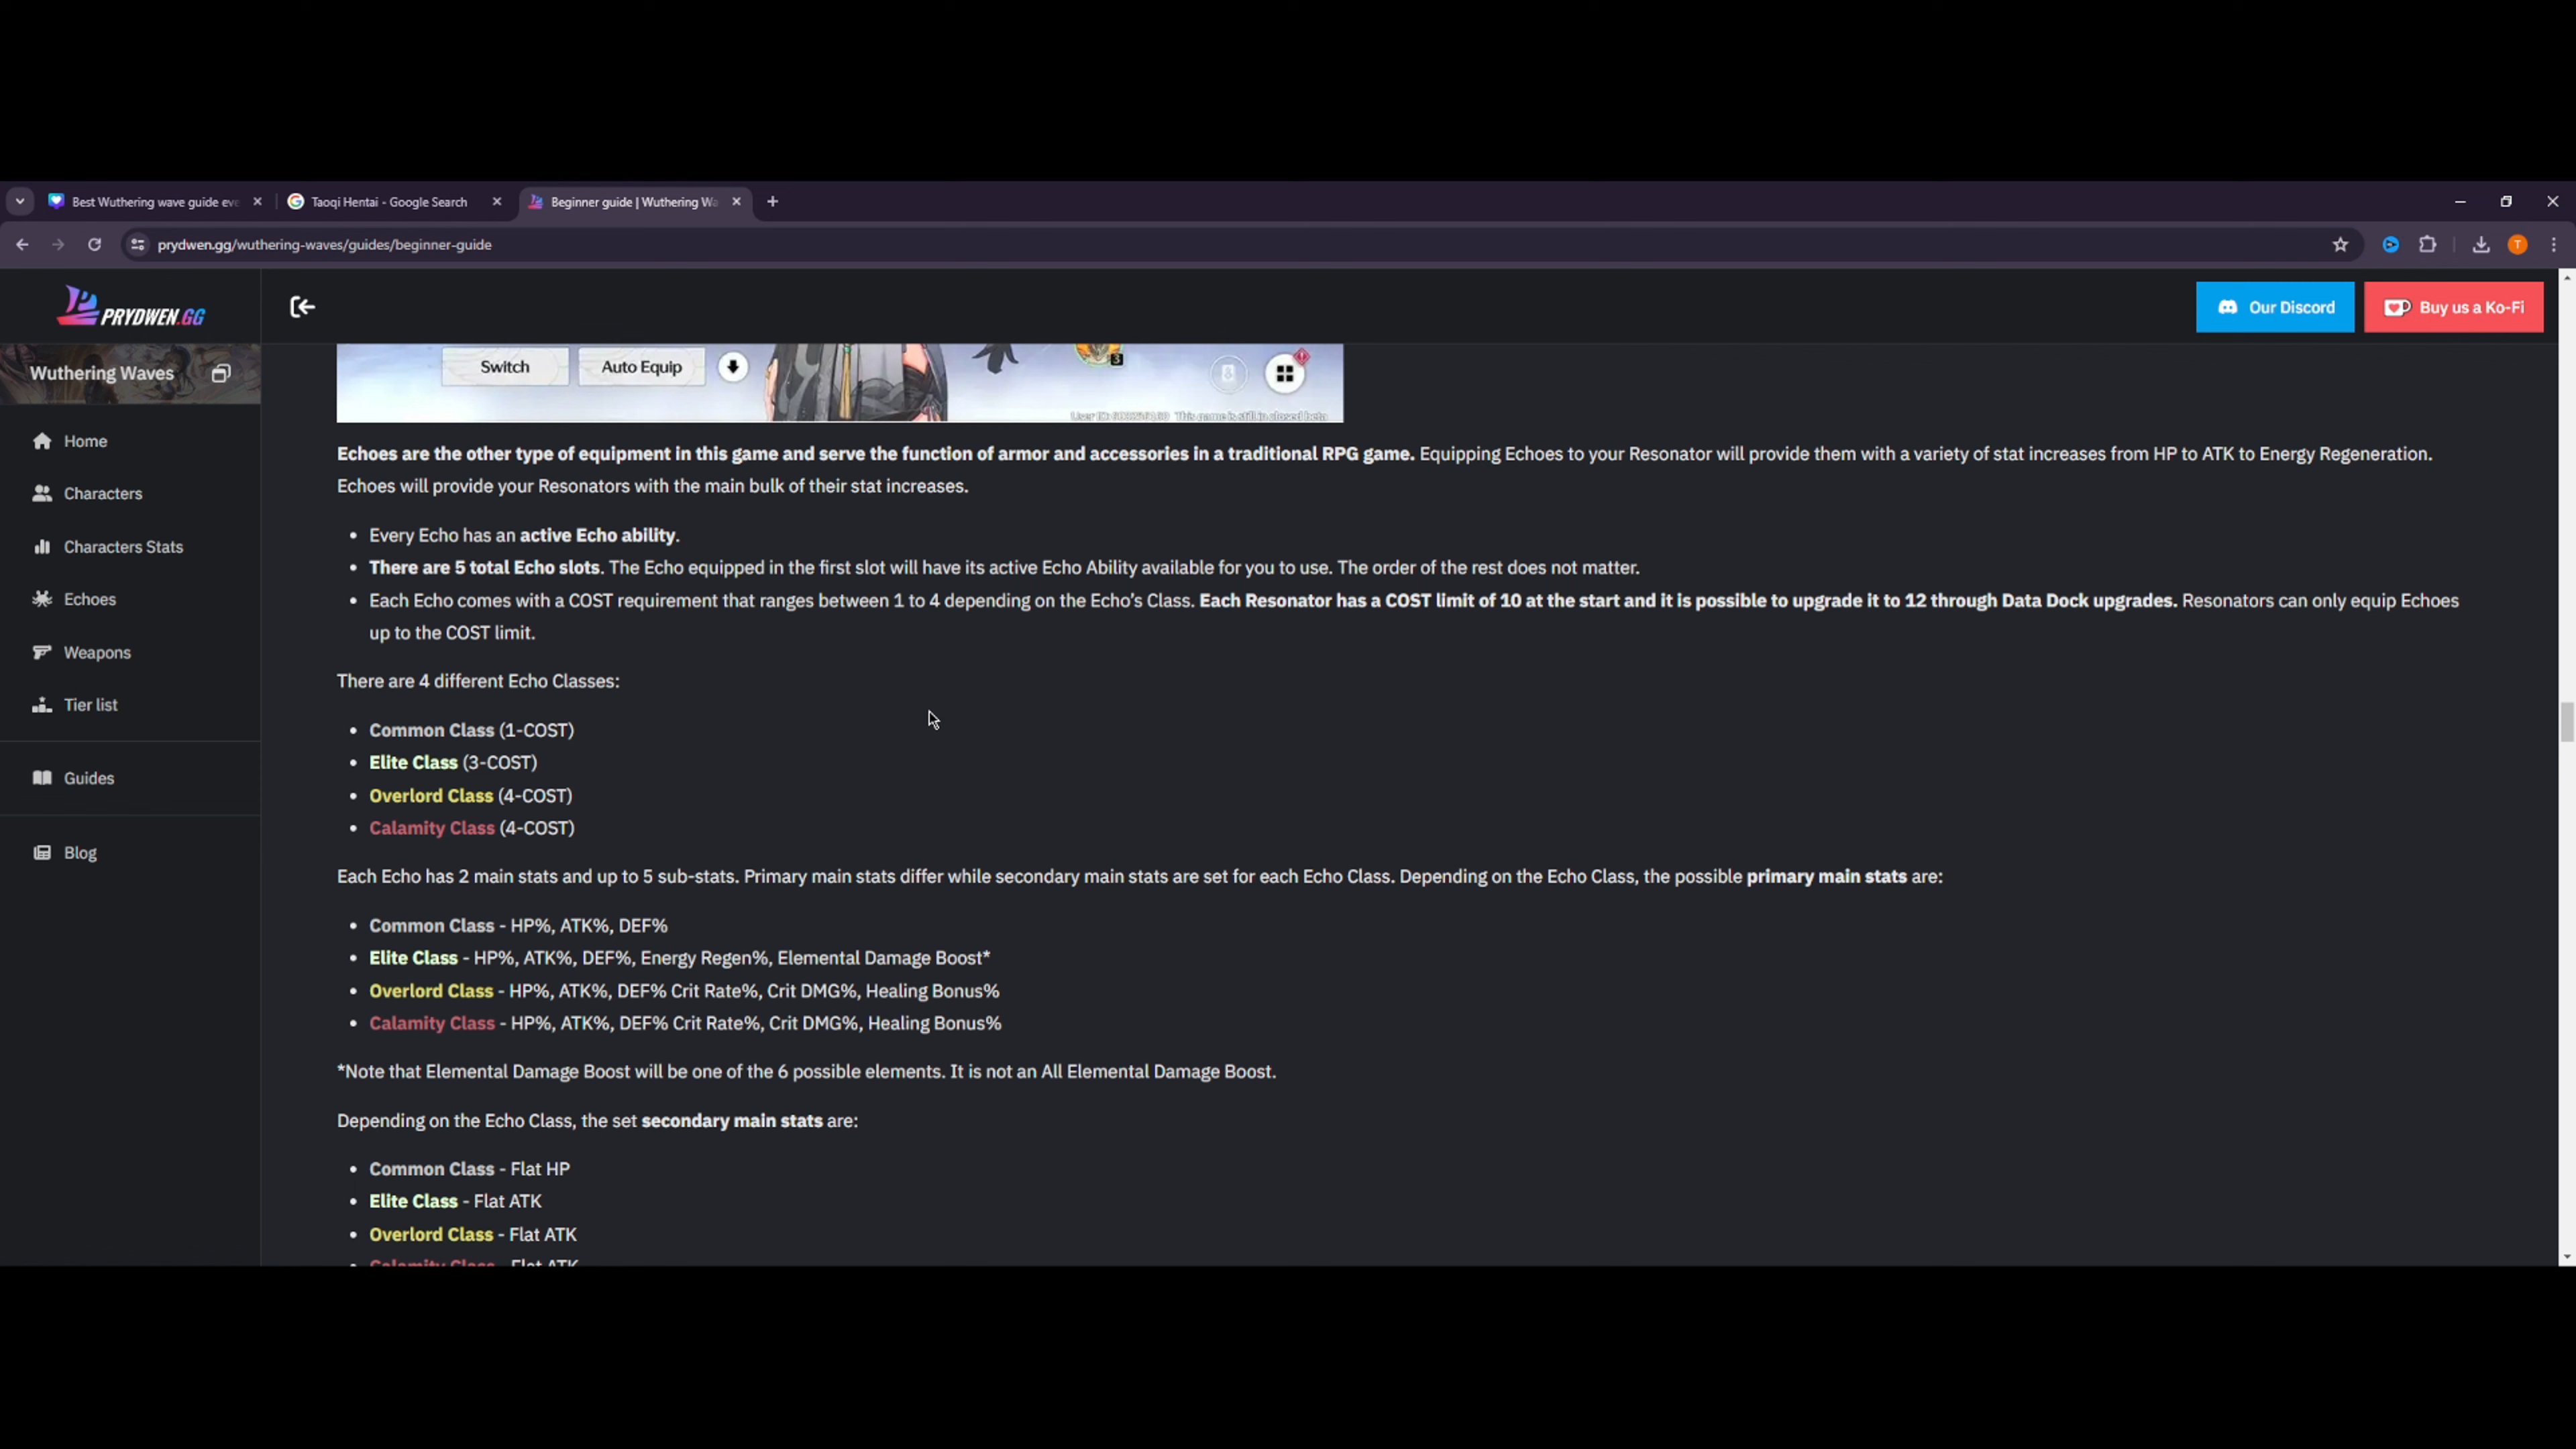 Best Wuthering wave guide eve
Taoqi Hentai - Google Search
Beginner guide | Wuthering Wa
prydwen.gg/wuthering-waves/guides/beginner-guide
T
PRYDWEN.GG
Our Discord
Buy us a Ko-Fi
Wuthering Waves
Home
Characters
Characters Stats
Echoes
Weapons
Tier list
Guides
Blog
Switch
Auto Equip
3
This game is still in closed beta
Echoes are the other type of equipment in this game and serve the function of armor and accessories in a traditional RPG game. Equipping Echoes to your Resonator will provide them with a variety of stat increases from HP to ATK to Energy Regeneration.
Echoes will provide your Resonators with the main bulk of their stat increases.
• Every Echo has an active Echo ability.
• There are 5 total Echo slots. The Echo equipped in the first slot will have its active Echo Ability available for you to use. The order of the rest does not matter.
• Each Echo comes with a COST requirement that ranges between 1 to 4 depending on the Echo’s Class. Each Resonator has a COST limit of 10 at the start and it is possible to upgrade it to 12 through Data Dock upgrades. Resonators can only equip Echoes
up to the COST limit.
There are 4 different Echo Classes:
• Common Class (1-COST)
• Elite Class (3-COST)
• Overlord Class (4-COST)
• Calamity Class (4-COST)
Each Echo has 2 main stats and up to 5 sub-stats. Primary main stats differ while secondary main stats are set for each Echo Class. Depending on the Echo Class, the possible primary main stats are:
• Common Class - HP%, ATK%, DEF%
• Elite Class - HP%, ATK%, DEF%, Energy Regen%, Elemental Damage Boost*
• Overlord Class - HP%, ATK%, DEF% Crit Rate%, Crit DMG%, Healing Bonus%
• Calamity Class - HP%, ATK%, DEF% Crit Rate%, Crit DMG%, Healing Bonus%
*Note that Elemental Damage Boost will be one of the 6 possible elements. It is not an All Elemental Damage Boost.
Depending on the Echo Class, the set secondary main stats are:
• Common Class - Flat HP
• Elite Class - Flat ATK
• Overlord Class - Flat ATK
• Calamity Class - Flat ATK